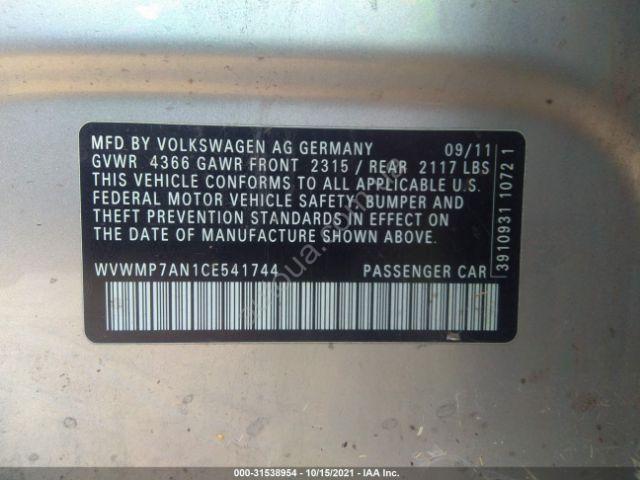 MFD BY VOLKSWAGEN AG GERMANY 09/11
GVWR 4366 GAWR FRONT 2315 / REAR 2117 LBS
THIS VEHICLE CONFORMS TO ALL APPLICABLE U.S.
FEDERAL MOTOR VEHICLE SAFETY, BUMPER AND
THEFT PREVENTION STANDARDS IN EFFECT ON
THE DATE OF MANUFACTURE SHOWN ABOVE.
WVWMP7AN1CE541744 PASSENGER CAR
3910931 1072 1
000-31538954 - 10/15/2021 - IAA Inc.